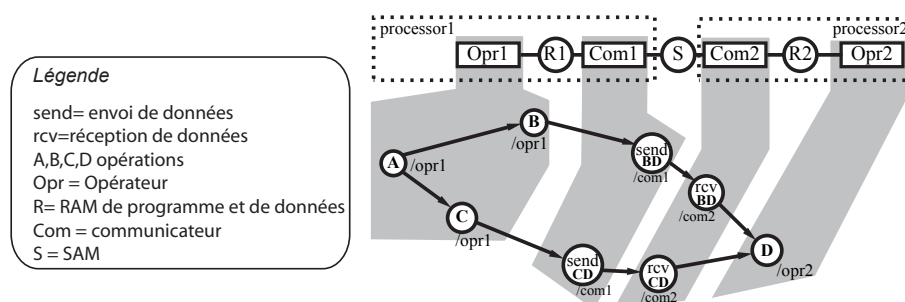 Légende
send= envoi de données
rcv=réception de données
A,B,C,D opérations
Opr = Opérateur
R= RAM de programme et de données
Com = communicateur
S = SAM
processor1
processor2
Opr1
R1
Com1
S
Com2
R2
Opr2
A
/opr1
B
/opr1
C
/opr1
send
BD
/com1
rcv
BD
/com2
send
CD
/com1
rcv
CD
/com2
D
/opr2